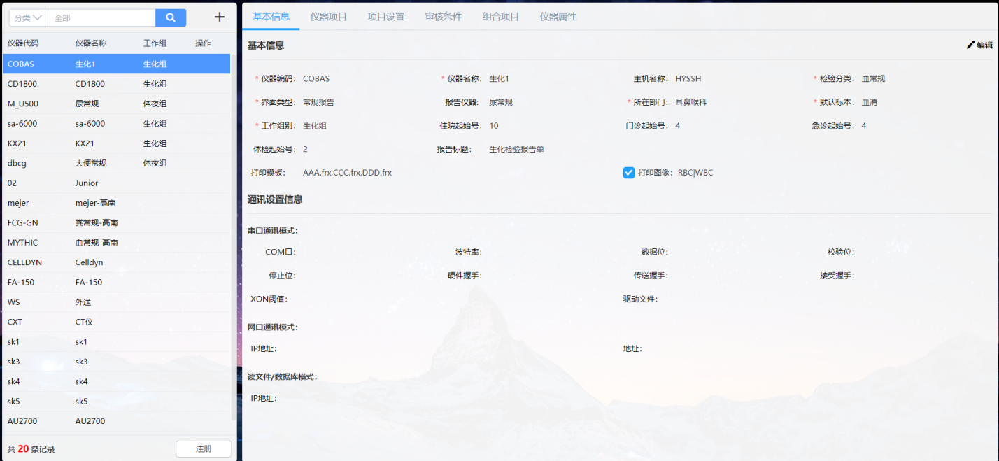 分类 全部
仪器代码 仪器名称 工作组 操作
COBAS 生化1 生化组
CD1800 CD1800 生化组
M_U500 尿常规 体夜组
sa-6000 sa-6000 生化组
KX21 KX21 生化组
dbcg 大便常规 体夜组
02 Junior
mejer mejer-高南
FCG-GN 粪常规-高南
MYTHIC 血常规-高南
CELLDYN Celldyn
FA-150 FA-150
WS 外送
CXT CT仪
sk1 sk1
sk3 sk3
sk4 sk4
sk5 sk5
AU2700 AU2700
共 20 条记录 注册
基本信息 仪器项目 项目设置 审核条件 组合项目 仪器属性
基本信息 编辑
* 仪器编码: COBAS * 仪器名称: 生化1 主机名称: HYSSH * 检验分类: 血常规
* 界面类型: 常规报告 报告仪器: 尿常规 * 所在部门: 耳鼻喉科 * 默认标本: 血清
* 工作组别: 生化组 住院起始号: 10 门诊起始号: 4 急诊起始号: 4
体检起始号: 2 报告标题: 生化检验报告单
打印模板: AAA.frx,CCC.frx,DDD.frx 打印图像: RBC|WBC
通讯设置信息
串口通讯模式:
COM口: 波特率: 数据位: 校验位:
停止位: 硬件握手: 传送握手: 接受握手:
XON阈值: 驱动文件:
网口通讯模式:
IP地址: 地址:
读文件/数据库模式:
IP地址: